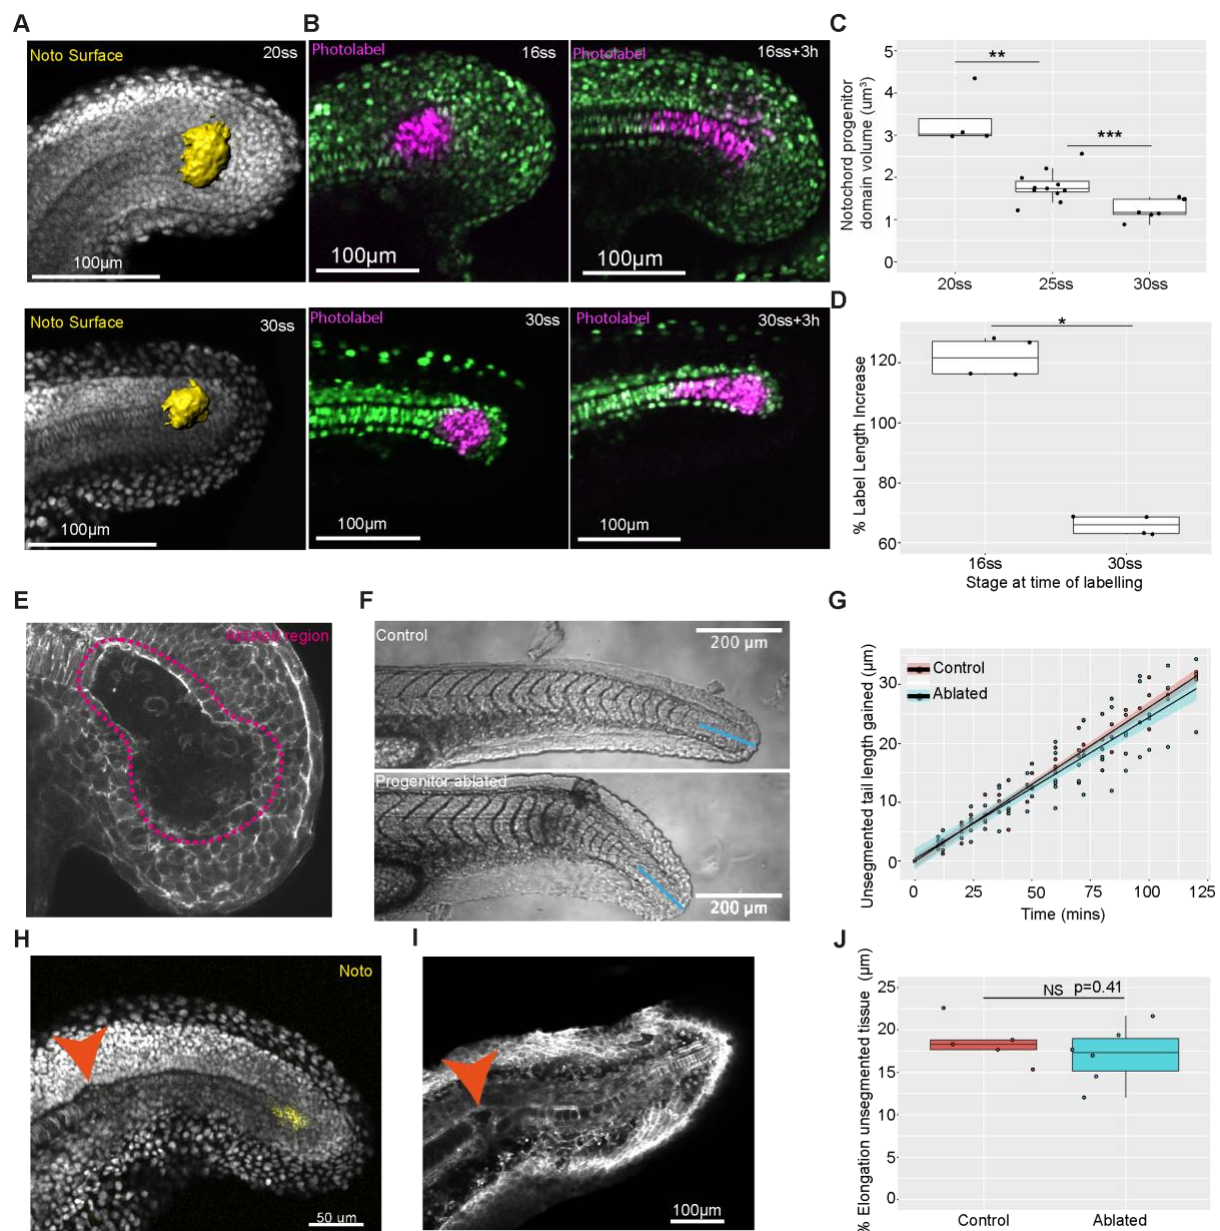 A
B
C
Noto Surface
20ss
Photolabel
16ss
Photolabel
16ss+3h
100µm
100µm
100µm
Notochord progenitor
domain volume (um³)
5
4
3
2
1
0
**
***
20ss
25ss
30ss
D
Noto Surface
30ss
Photolabel
30ss
Photolabel
30ss+3h
100µm
100µm
100µm
% Label Length Increase
120
100
80
60
*
16ss
30ss
Stage at time of labelling
E
F
G
Ablated region
Control
200 µm
Progenitor ablated
200 µm
Unsegmented tail length gained (µm)
Control
Ablated
30
20
10
0
0
25
50
75
100
125
Time (mins)
H
I
J
Noto
50 um
100µm
% Elongation unsegmented tissue (µm)
NS p=0.41
25
20
15
10
5
0
Control
Ablated